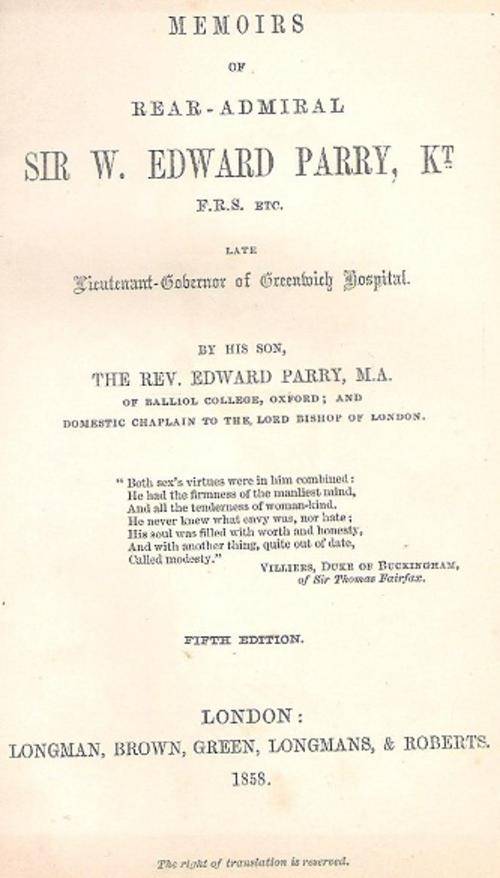 MEMOIRS
OF
REAR-ADMIRAL
SIR W. EDWARD PARRY, KT
F.R.S. ETC.
LATE
Lieutenant-Governor of Greenwich Hospital.
BY HIS SON,
THE REV. EDWARD PARRY, M.A.
OF BALLIOL COLLEGE, OXFORD; AND
DOMESTIC CHAPLAIN TO THE LORD BISHOP OF LONDON.
"Both sex's virtues were in him combined:
He had the firmness of the manliest mind,
And all the tenderness of woman-kind.
He never knew what envy was, nor hate;
His soul was filled with worth and honesty,
And with another thing, quite out of date,
Called modesty."
VILLIERS, DUKE OF BUCKINGHAM,
of Sir Thomas Fairfax.
FIFTH EDITION.
LONDON:
LONGMAN, BROWN, GREEN, LONGMANS, & ROBERTS.
1858.
The right of translation is reserved.